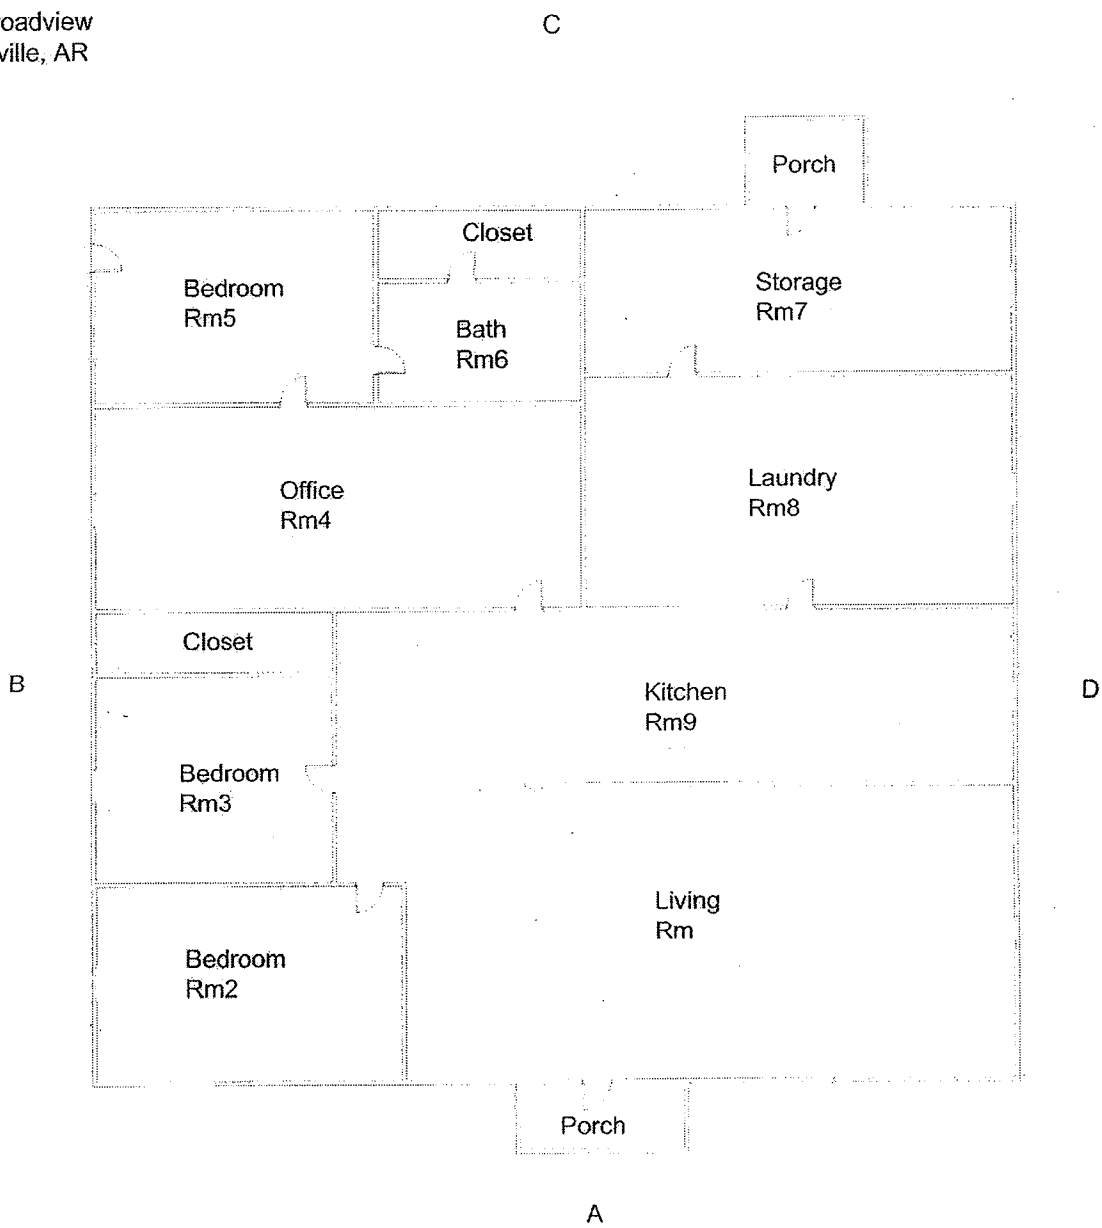 roadview
ville, AR
C
Porch
Closet
Bedroom
Rm5
Storage
Rm7
Bath
Rm6
Office
Rm4
Laundry
Rm8
Closet
B
Kitchen
Rm9
D
Bedroom
Rm3
Living
Rm
Bedroom
Rm2
Porch
A